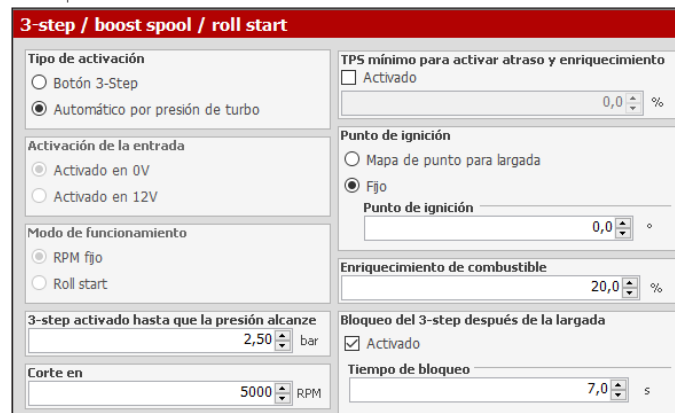 3-step / boost spool / roll start
Tipo de activación
Botón 3-Step
Automático por presión de turbo
Activación de la entrada
Activado en 0V
Activado en 12V
Modo de funcionamiento
RPM fijo
Roll start
3-step activado hasta que la presión alcanze
2,50 bar
Corte en
5000 RPM
TPS mínimo para activar atraso y enriquecimiento
Activado
0,0 %
Punto de ignición
Mapa de punto para largada
Fijo
Punto de ignición
0,0 °
Enriquecimiento de combustible
20,0 %
Bloqueo del 3-step después de la largada
Activado
Tiempo de bloqueo
7,0 s